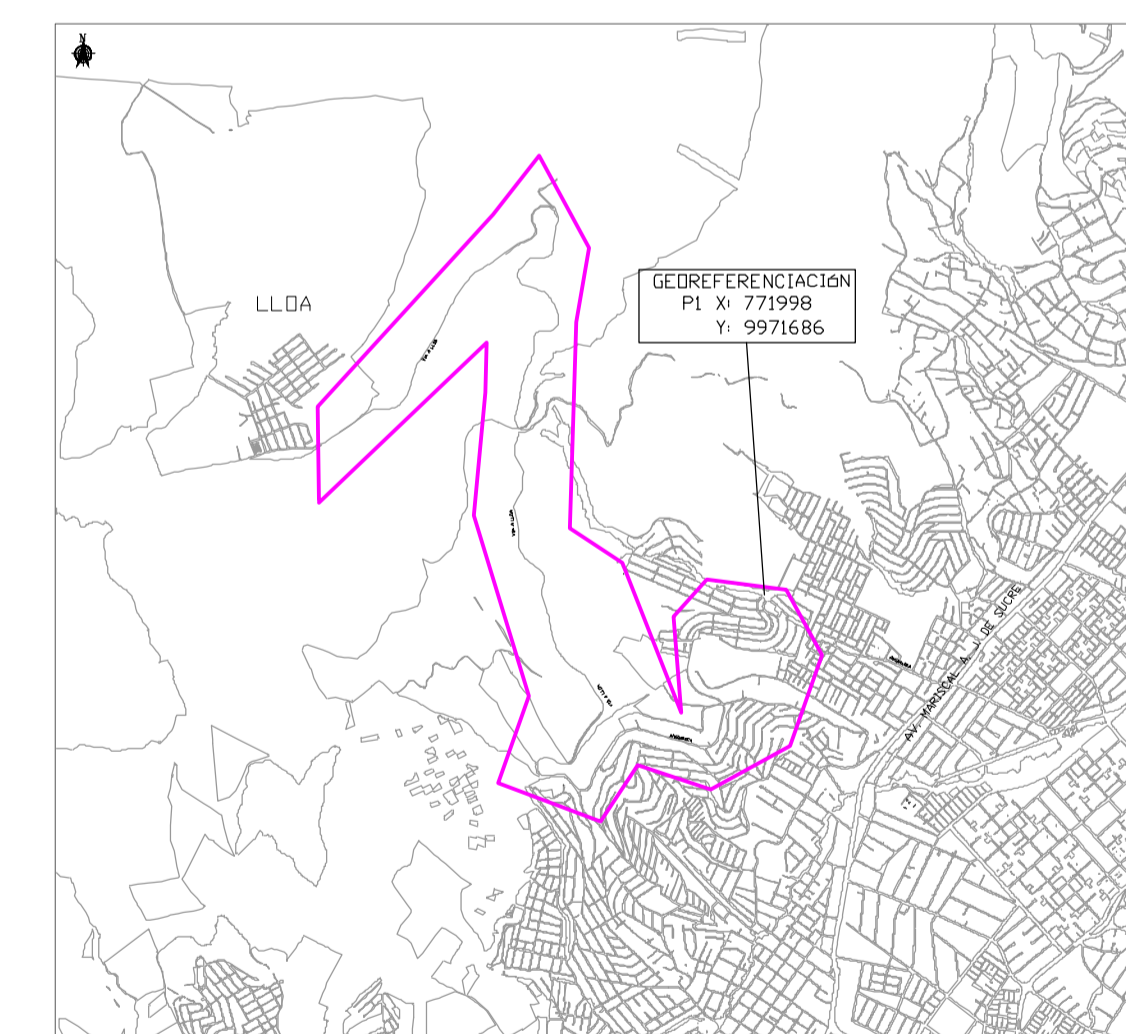 N
LLOA
GEOREFERENCIACIóN
P1 X: 771998
Y: 9971686
AV. MARISCAL A. J. DE SUCRE